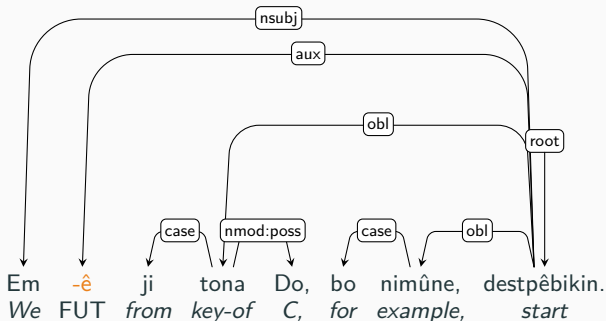 nsubj
aux
obl
root
case nmod:poss case obl
Em -ê ji tona Do, bo nimûne, destpêbikin.
We FUT from key-of C, for example, start